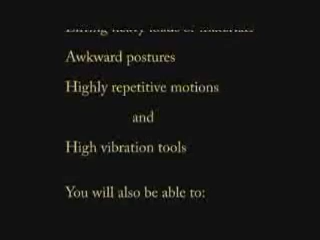 Awkward postures
Highly repetitive motions
and
High vibration tools
You will also be able to: